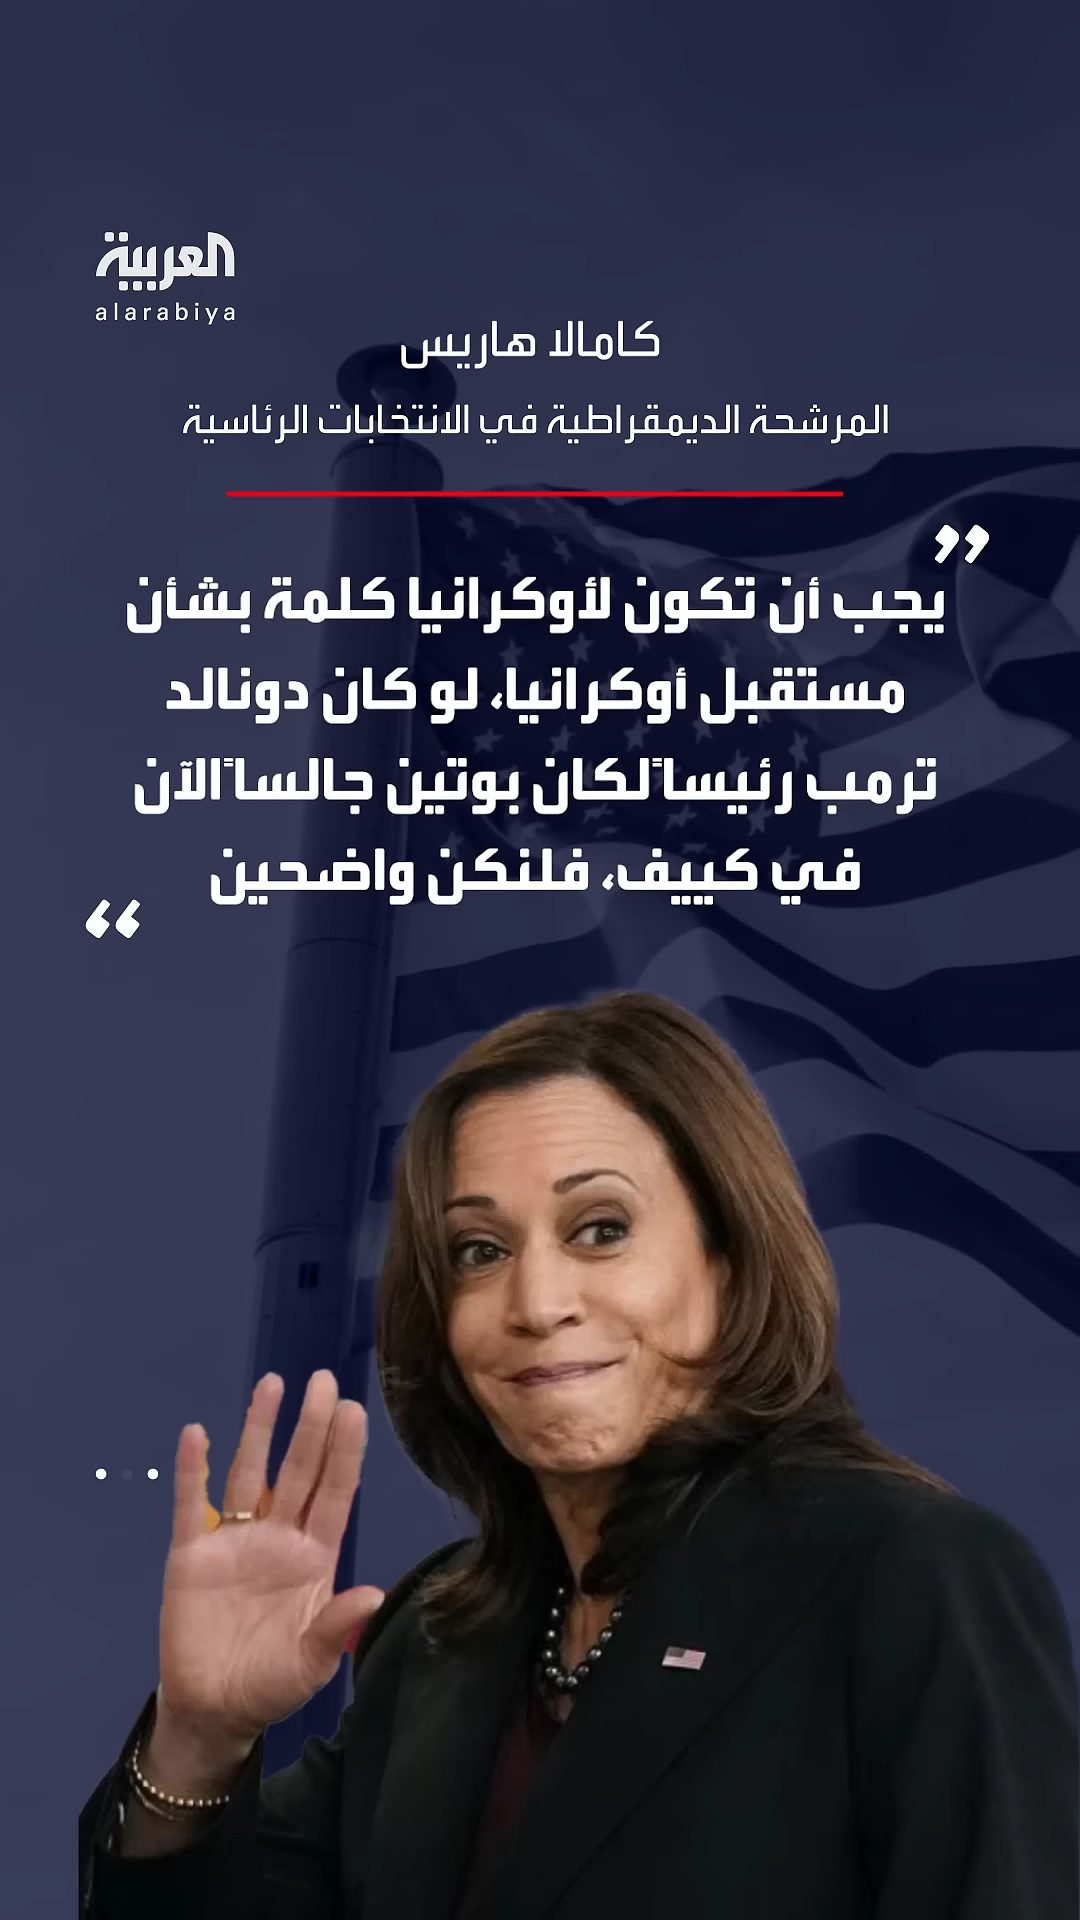 العربية
alarabiya
كامالا هاريس
المرشحة الديمقراطية في الانتخابات الرئاسية
”يجب أن تكون لأوكرانيا كلمة بشأن
مستقبل أوكرانيا، لو كان دونالد
ترمب رئيساً لكان بوتين جالساً الآن
في كييف، فلنكن واضحين“